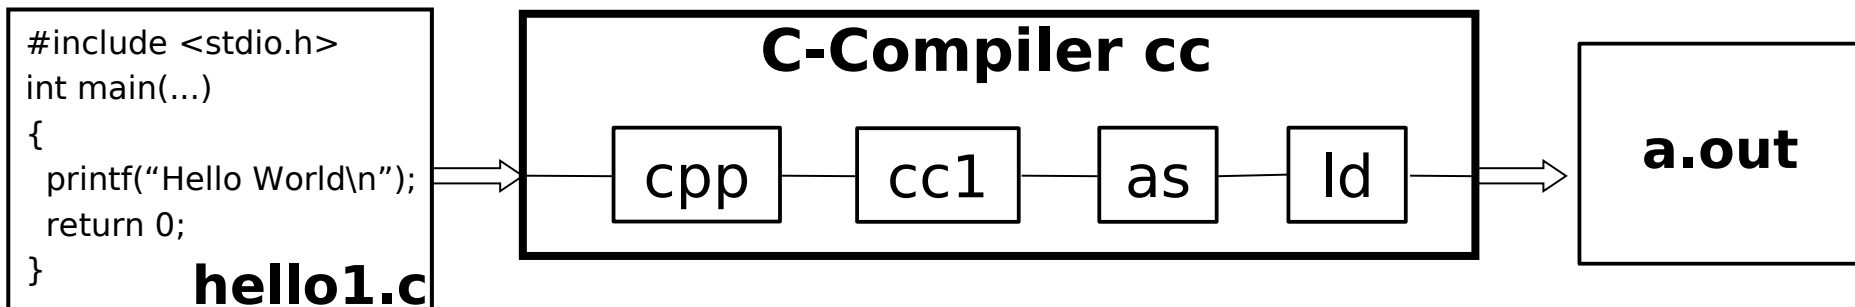 #include <stdio.h>
int main(...)
{
printf(“Hello World\n”);
return 0;
}
hello1.c
C-Compiler cc
cpp
cc1
as
ld
a.out